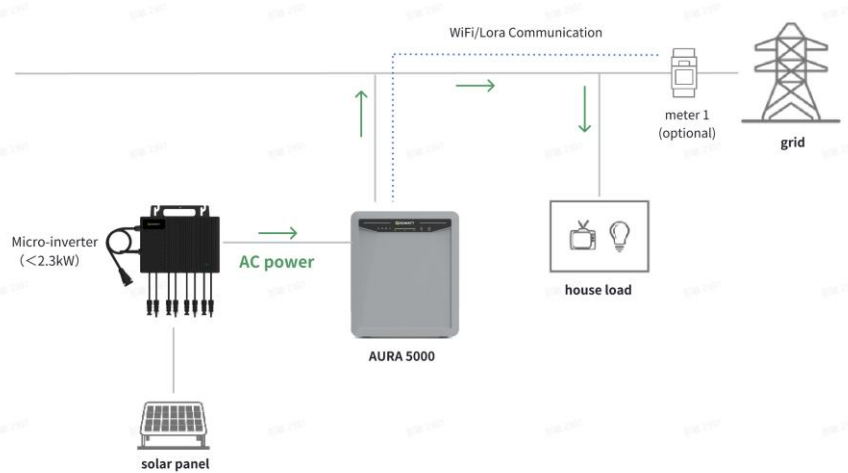 WiFi/Lora Communication
meter 1
(optional)
grid
Micro-inverter
（＜2.3kW）
AC power
house load
AURA 5000
solar panel